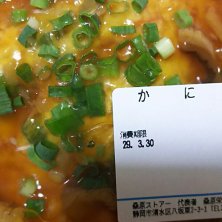 かに
消費期限
29. 3.30
桑原ストアー 代表者 桑原
静岡市清水区八坂東2-3-1 TEL